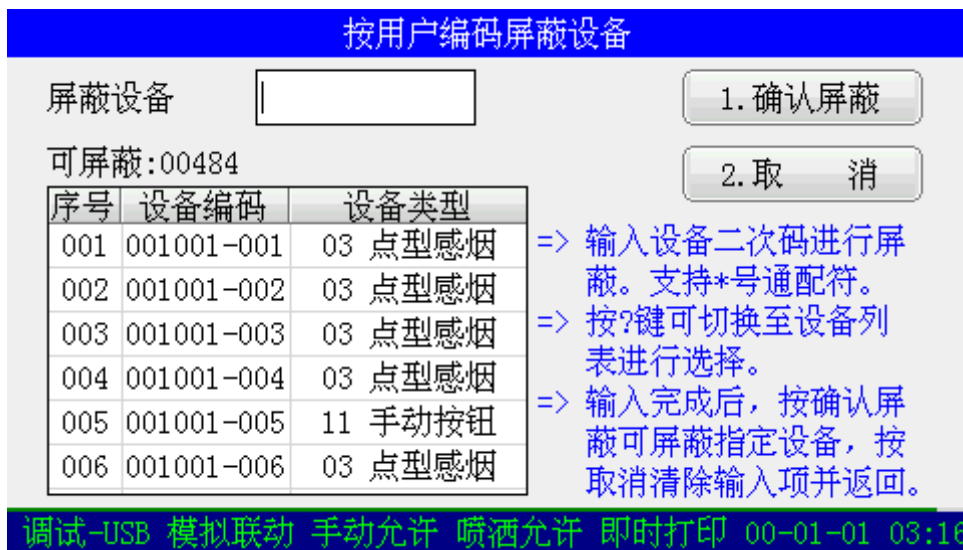 按用户编码屏蔽设备
屏蔽设备
1.确认屏蔽
可屏蔽:00484
2.取 消
序号 设备编码 设备类型
001 001001-001 03 点型感烟
002 001001-002 03 点型感烟
003 001001-003 03 点型感烟
004 001001-004 03 点型感烟
005 001001-005 11 手动按钮
006 001001-006 03 点型感烟
=> 输入设备二次码进行屏
蔽。支持*号通配符。
=> 按?键可切换至设备列
表进行选择。
=> 输入完成后，按确认屏
蔽可屏蔽指定设备，按
取消清除输入项并返回。
调试-USB 模拟联动 手动允许 喷洒允许 即时打印 00-01-01 03:16